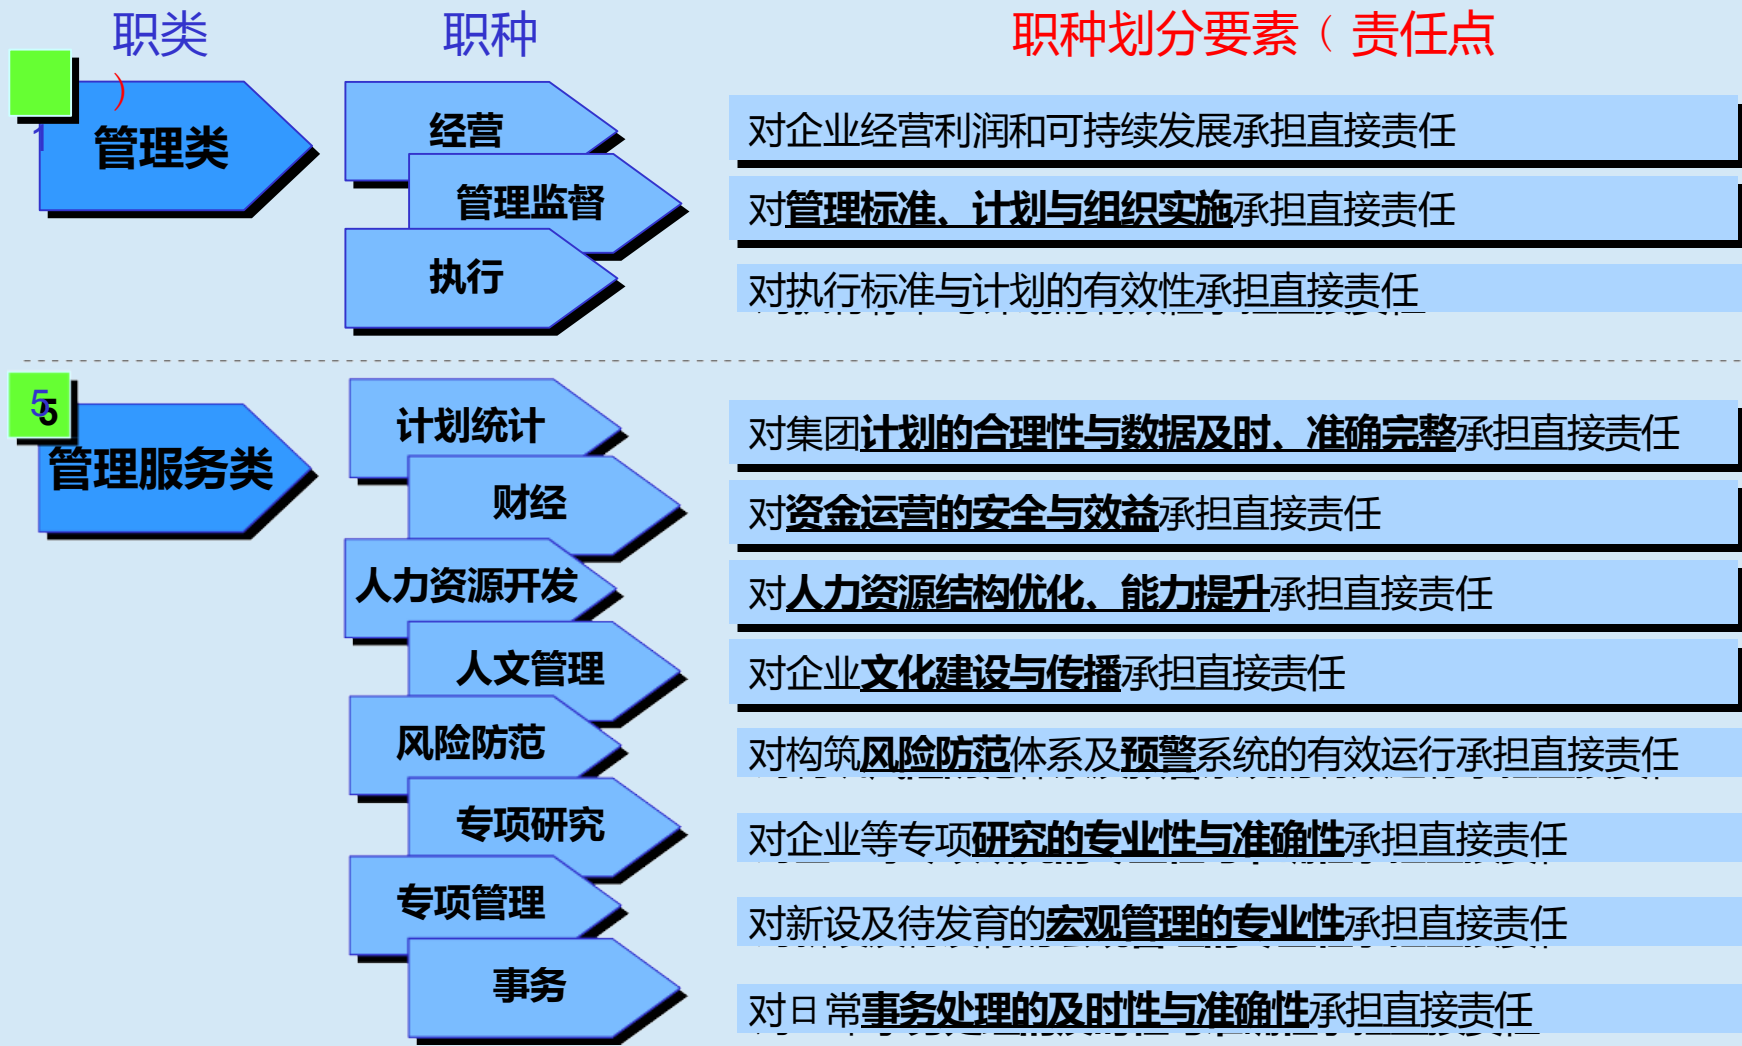 职类 职种 职种划分要素（责任点
）
1
管理类
经营 对企业经营利润和可持续发展承担直接责任
管理监督 对管理标准、计划与组织实施承担直接责任
执行 对执行标准与计划的有效性承担直接责任
5
5
管理服务类
计划统计 对集团计划的合理性与数据及时、准确完整承担直接责任
财经 对资金运营的安全与效益承担直接责任
人力资源开发 对人力资源结构优化、能力提升承担直接责任
人文管理 对企业文化建设与传播承担直接责任
风险防范 对构筑风险防范体系及预警系统的有效运行承担直接责任
专项研究 对企业等专项研究的专业性与准确性承担直接责任
专项管理 对新设及待发育的宏观管理的专业性承担直接责任
事务 对日常事务处理的及时性与准确性承担直接责任